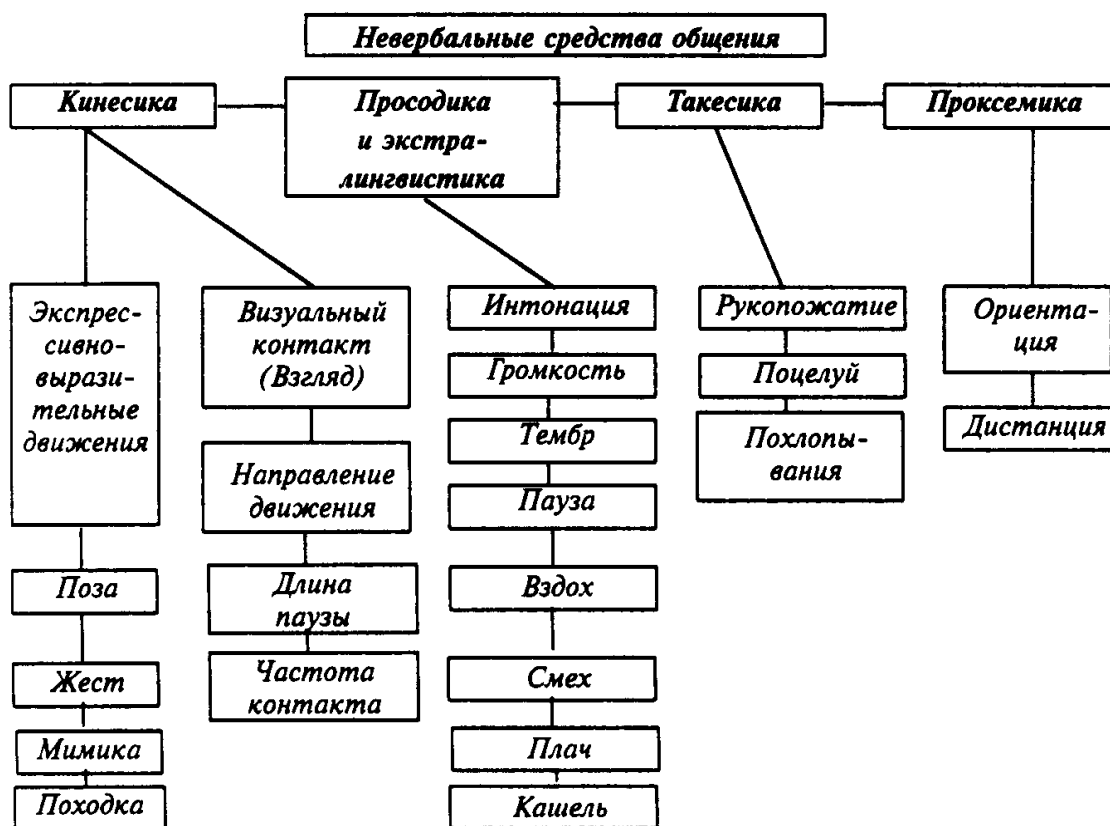 Невербальные средства общения
Кинесика
Просодика
и экстра-
лингвистика
Такесика
Проксемика
Экспрес-
сивно-
вырази-
тельные
движения
Поза
Жест
Мимика
Походка
Визуальный
контакт
(Взгляд)
Направление
движения
Длина
паузы
Частота
контакта
Интонация
Громкость
Тембр
Пауза
Вздох
Смех
Плач
Кашель
Рукопожатие
Поцелуй
Похлопы-
вания
Ориента-
ция
Дистанция